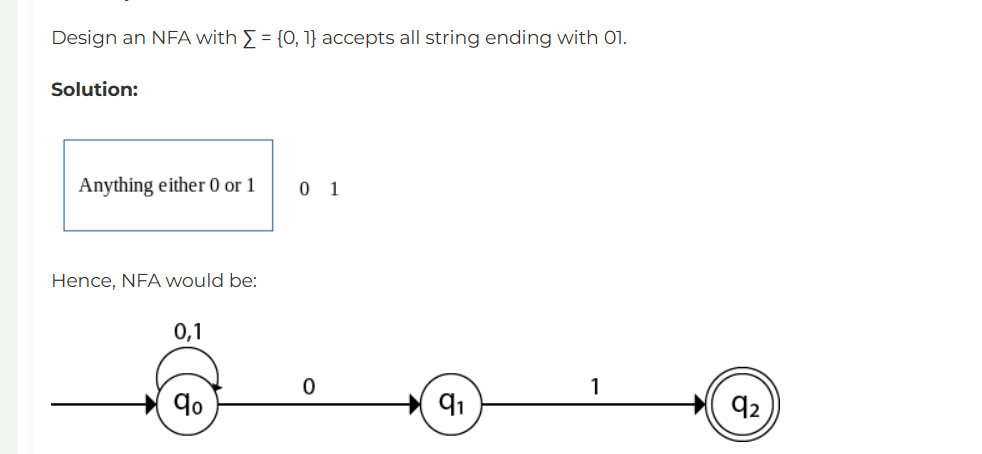 Design an NFA with ∑ = {0, 1} accepts all string ending with 01.
Solution:
Anything either 0 or 1 0 1
Hence, NFA would be:
0,1
q₀ 0 q₁ 1 q₂